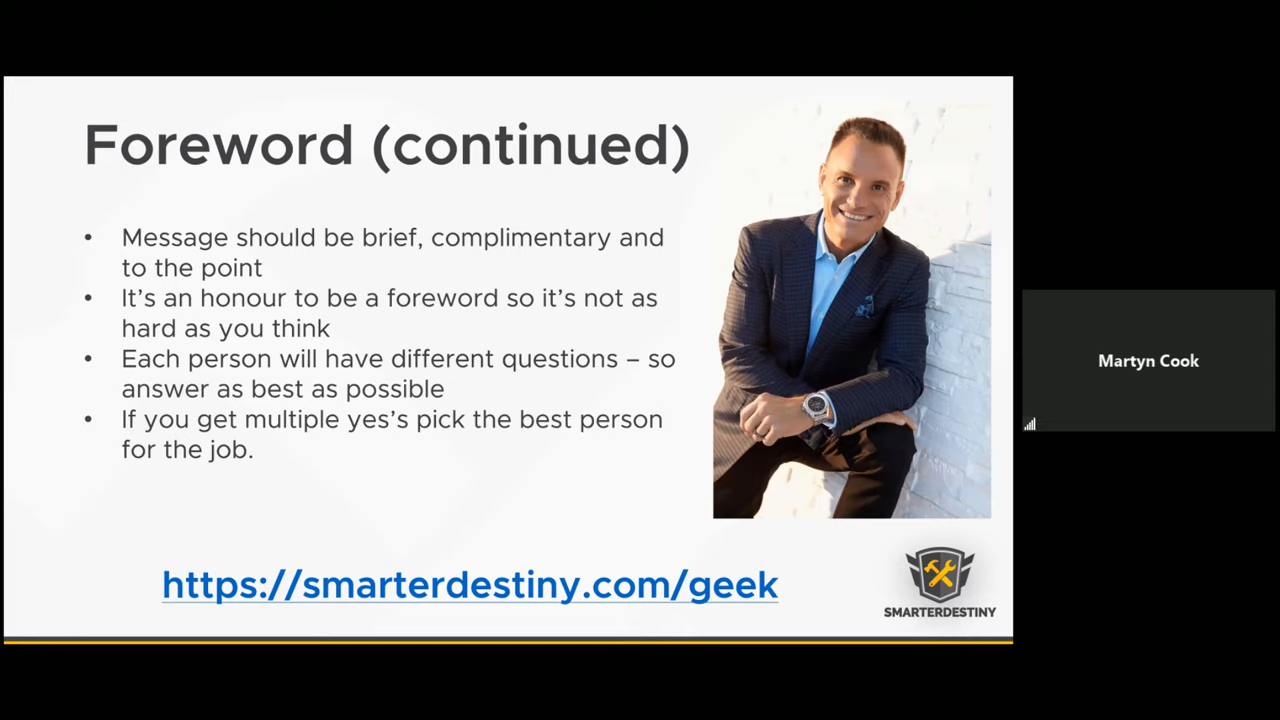 Foreword (continued)
• Message should be brief, complimentary and
to the point
• It’s an honour to be a foreword so it’s not as
hard as you think
• Each person will have different questions – so
answer as best as possible
• If you get multiple yes’s pick the best person
for the job.
https://smarterdestiny.com/geek
SMARTERDESTINY
Martyn Cook